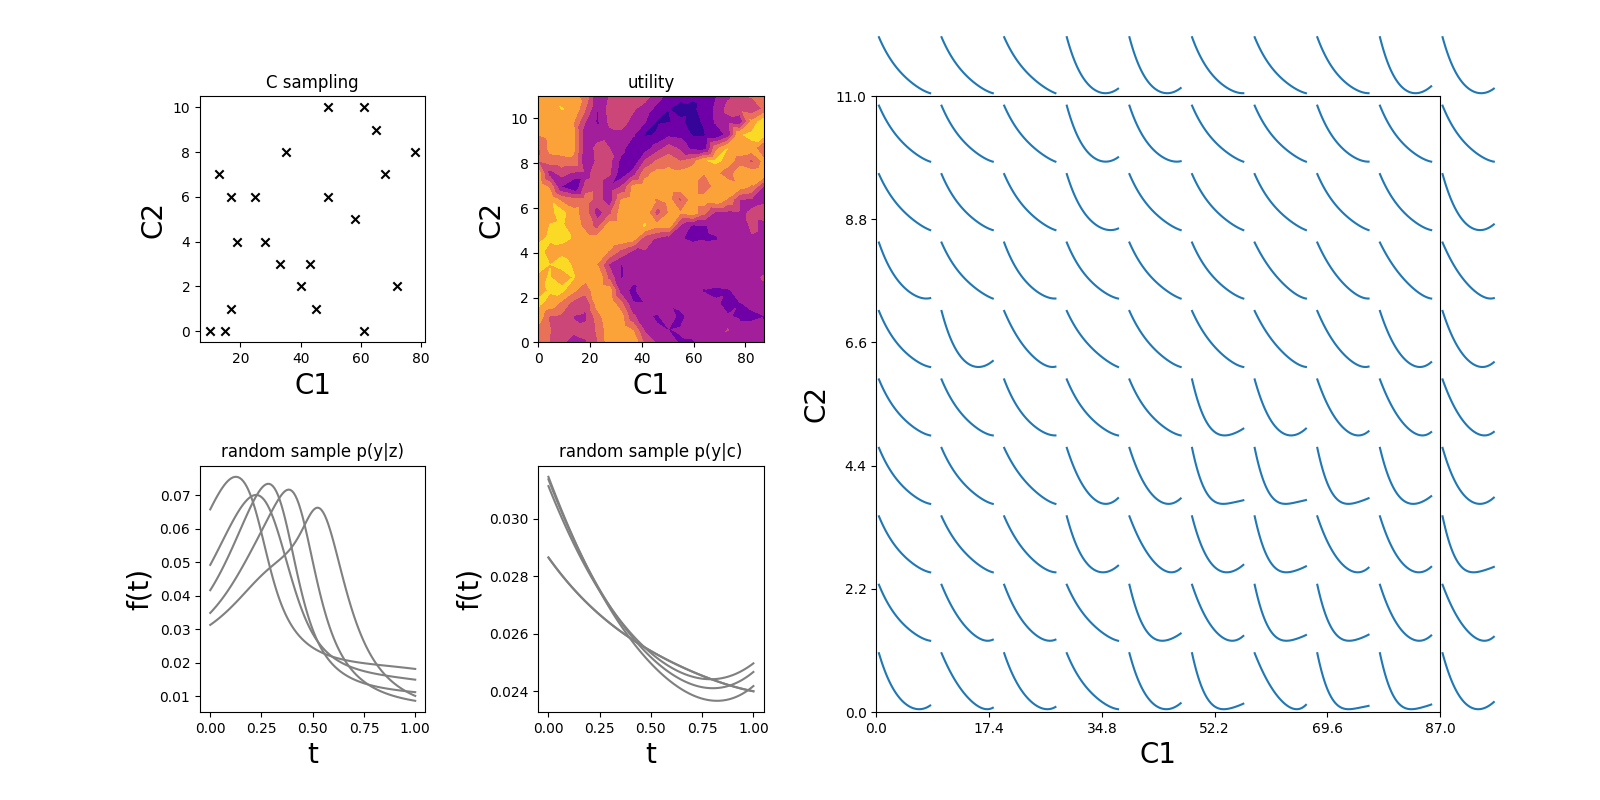 C sampling
C2
10
8
6
4
2
0
20 40 60 80
C1
utility
C2
10
8
6
4
2
0
0 20 40 60 80
C1
random sample p(y|z)
f(t)
0.07
0.06
0.05
0.04
0.03
0.02
0.01
0.00 0.25 0.50 0.75 1.00
t
random sample p(y|c)
f(t)
0.030
0.028
0.026
0.024
0.00 0.25 0.50 0.75 1.00
t
C2
11.0
8.8
6.6
4.4
2.2
0.0
0.0 17.4 34.8 52.2 69.6 87.0
C1